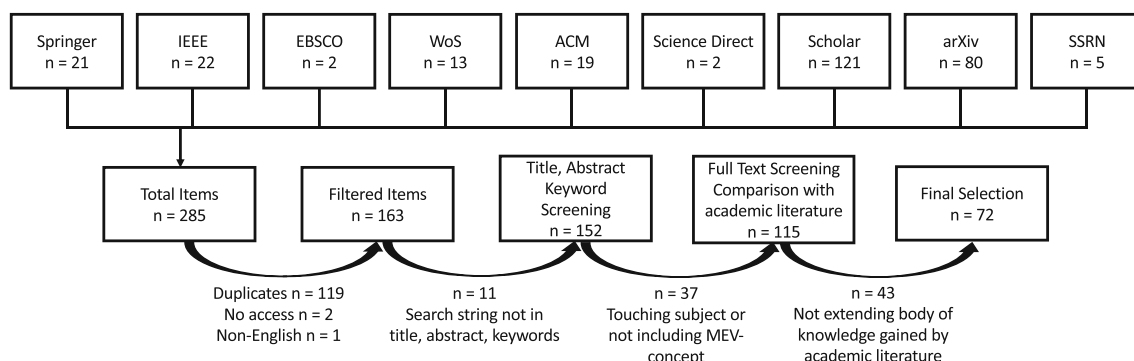 Springer
n = 21
IEEE
n = 22
EBSCO
n = 2
WoS
n = 13
ACM
n = 19
Science Direct
n = 2
Scholar
n = 121
arXiv
n = 80
SSRN
n = 5
Total Items
n = 285
Filtered Items
n = 163
Title, Abstract
Keyword
Screening
n = 152
Full Text Screening
Comparison with
academic literature
n = 115
Final Selection
n = 72
Duplicates n = 119
No access n = 2
Non-English n = 1
n = 11
Search string not in
title, abstract, keywords
n = 37
Touching subject or
not including MEV-
concept
n = 43
Not extending body of
knowledge gained by
academic literature